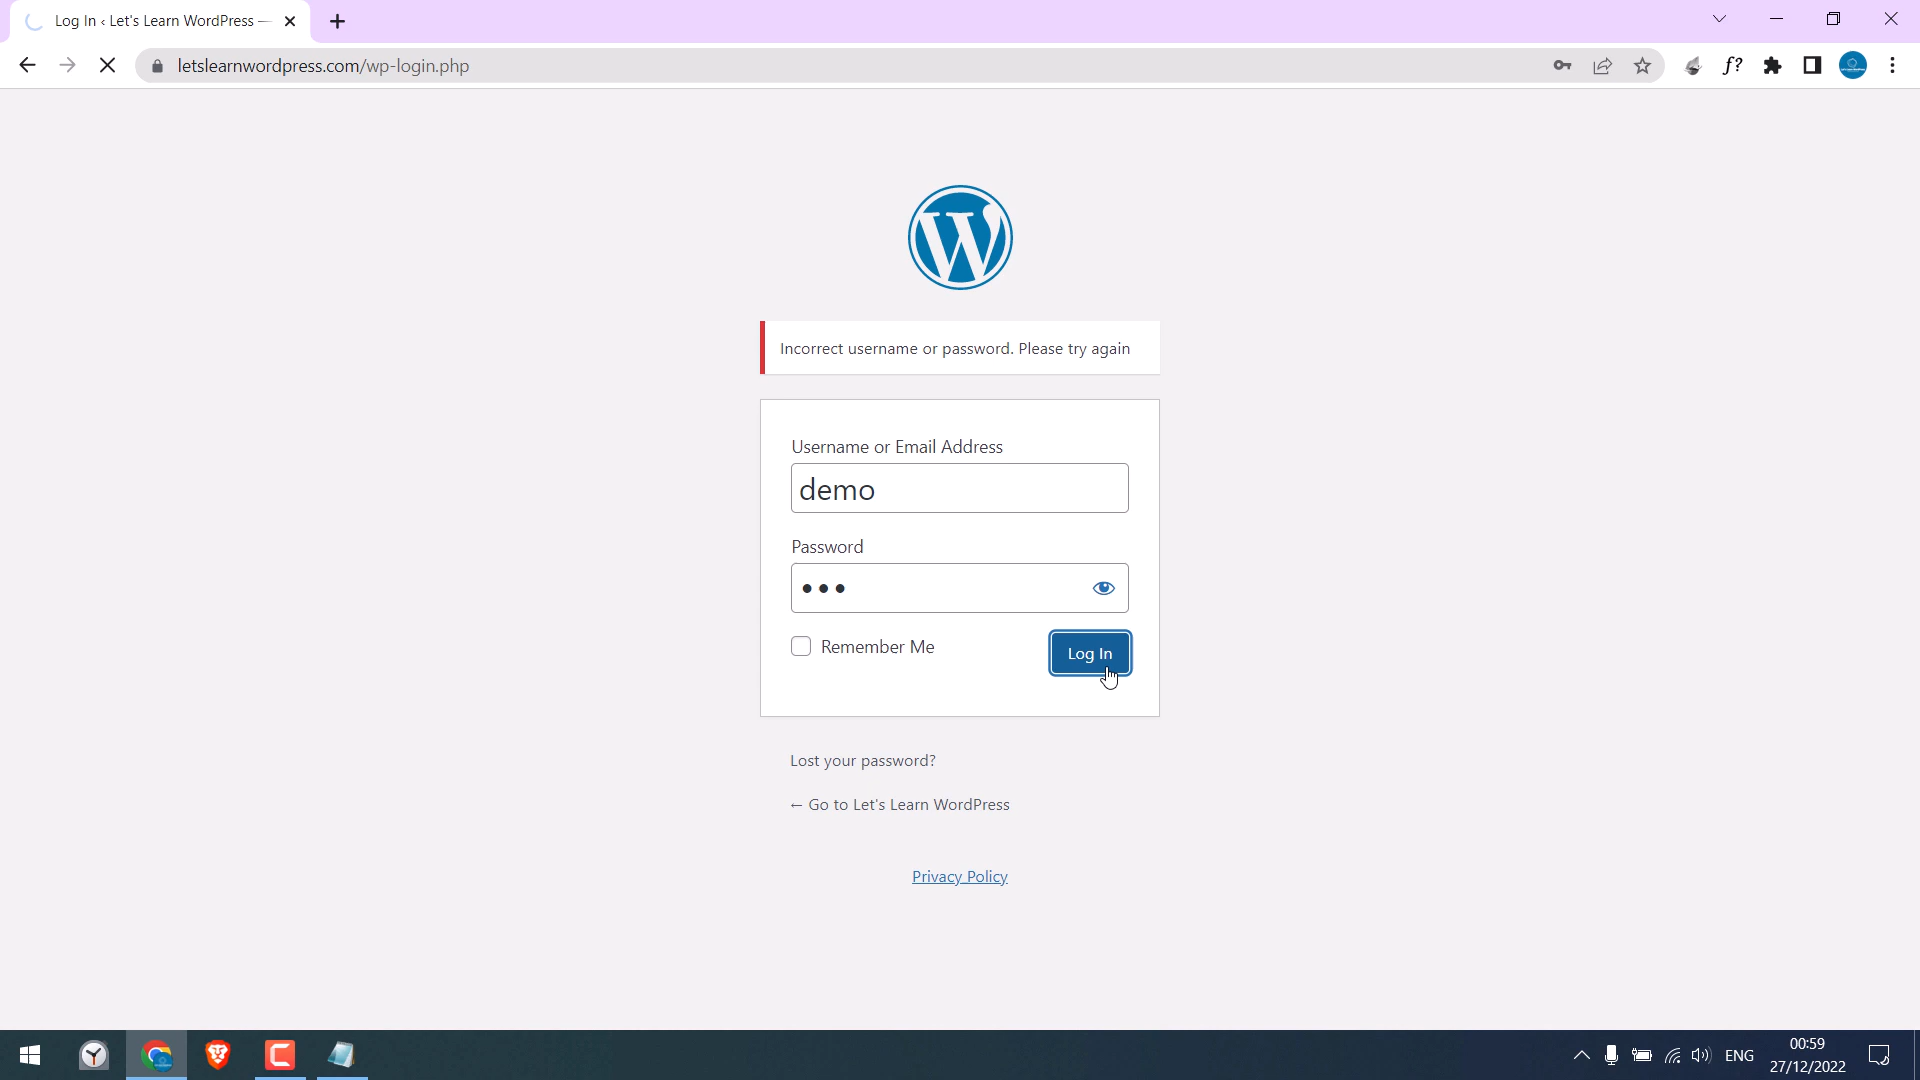 Log In ‹ Let's Learn WordPress —
letslearnwordpress.com/wp-login.php
f?
Incorrect username or password. Please try again
Username or Email Address
demo
Password
•••
Remember Me
Log In
Lost your password?
← Go to Let's Learn WordPress
Privacy Policy
ENG
00:59
27/12/2022